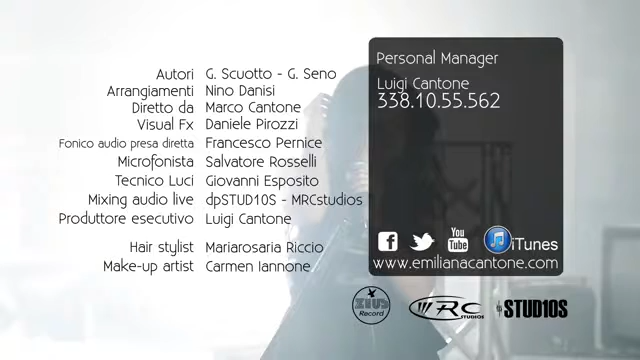 Autori G. Scuotto - G. Seno
Arrangiamenti Nino Danisi
Diretto da Marco Cantone
Visual Fx Daniele Pirozzi
Fonico audio presa diretta Francesco Pernice
Microfonista Salvatore Rosselli
Tecnico Luci Giovanni Esposito
Mixing audio live dpSTUD10S - MRCstudios
Produttore esecutivo Luigi Cantone
Hair stylist Mariarosaria Riccio
Make-up artist Carmen Iannone
Personal Manager
Luigi Cantone
338.10.55.562
You Tube
iTunes
www.emilianacantone.com
ZEUS Record
RC STUDIOS
dp STUD10S